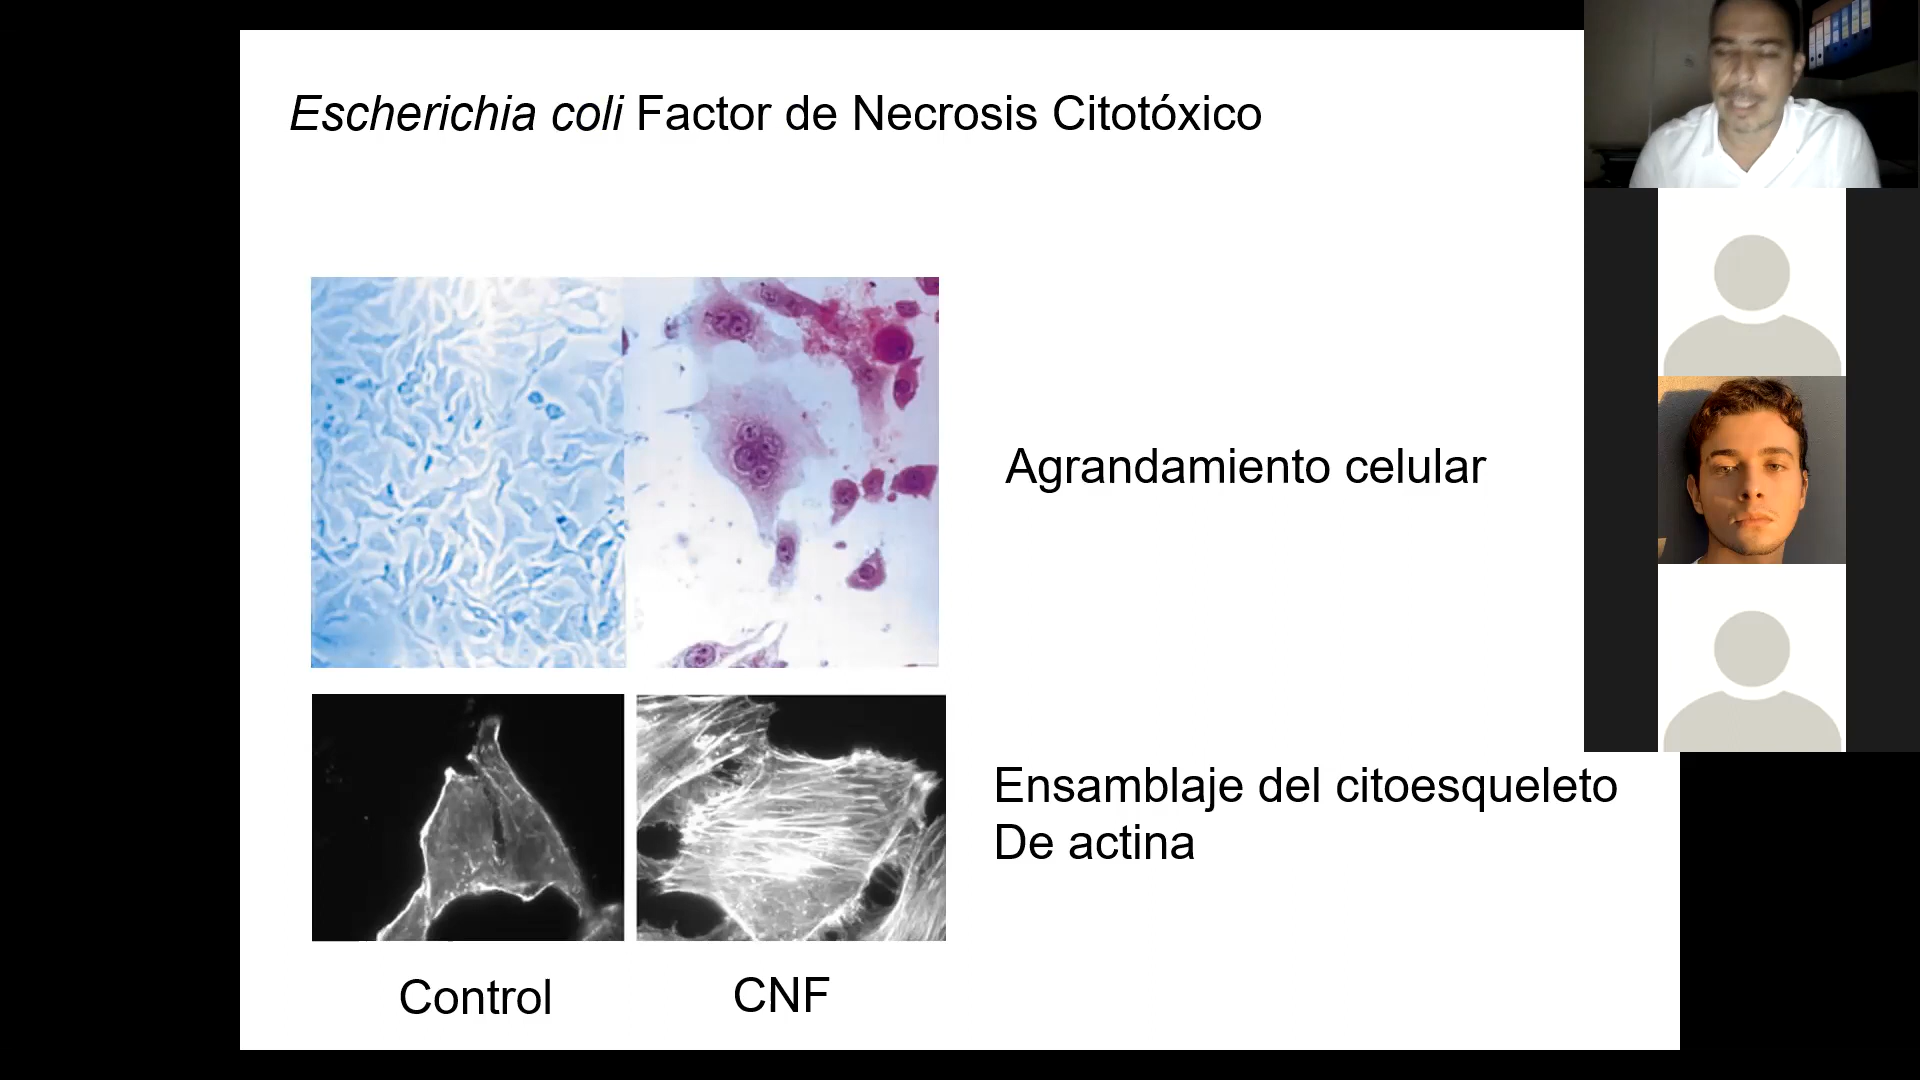 Escherichia coli Factor de Necrosis Citotóxico
Agrandamiento celular
Ensamblaje del citoesqueleto
De actina
Control
CNF